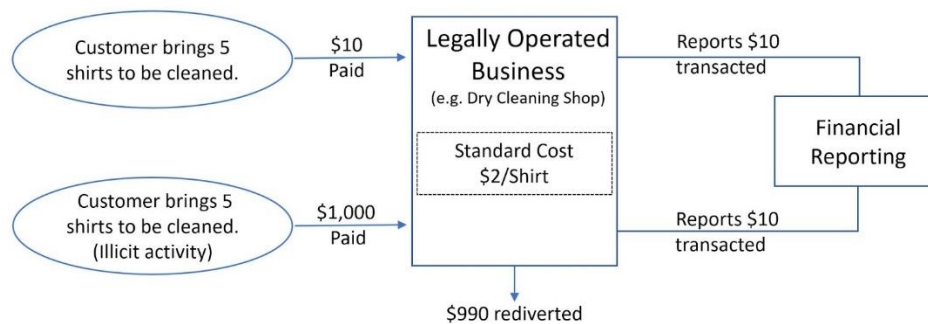 Customer brings 5
shirts to be cleaned.
$10
Paid
Legally Operated
Business
(e.g. Dry Cleaning Shop)
Standard Cost
$2/Shirt
Reports $10
transacted
Financial
Reporting
Customer brings 5
shirts to be cleaned.
(Illicit activity)
$1,000
Paid
Reports $10
transacted
$990 rediverted